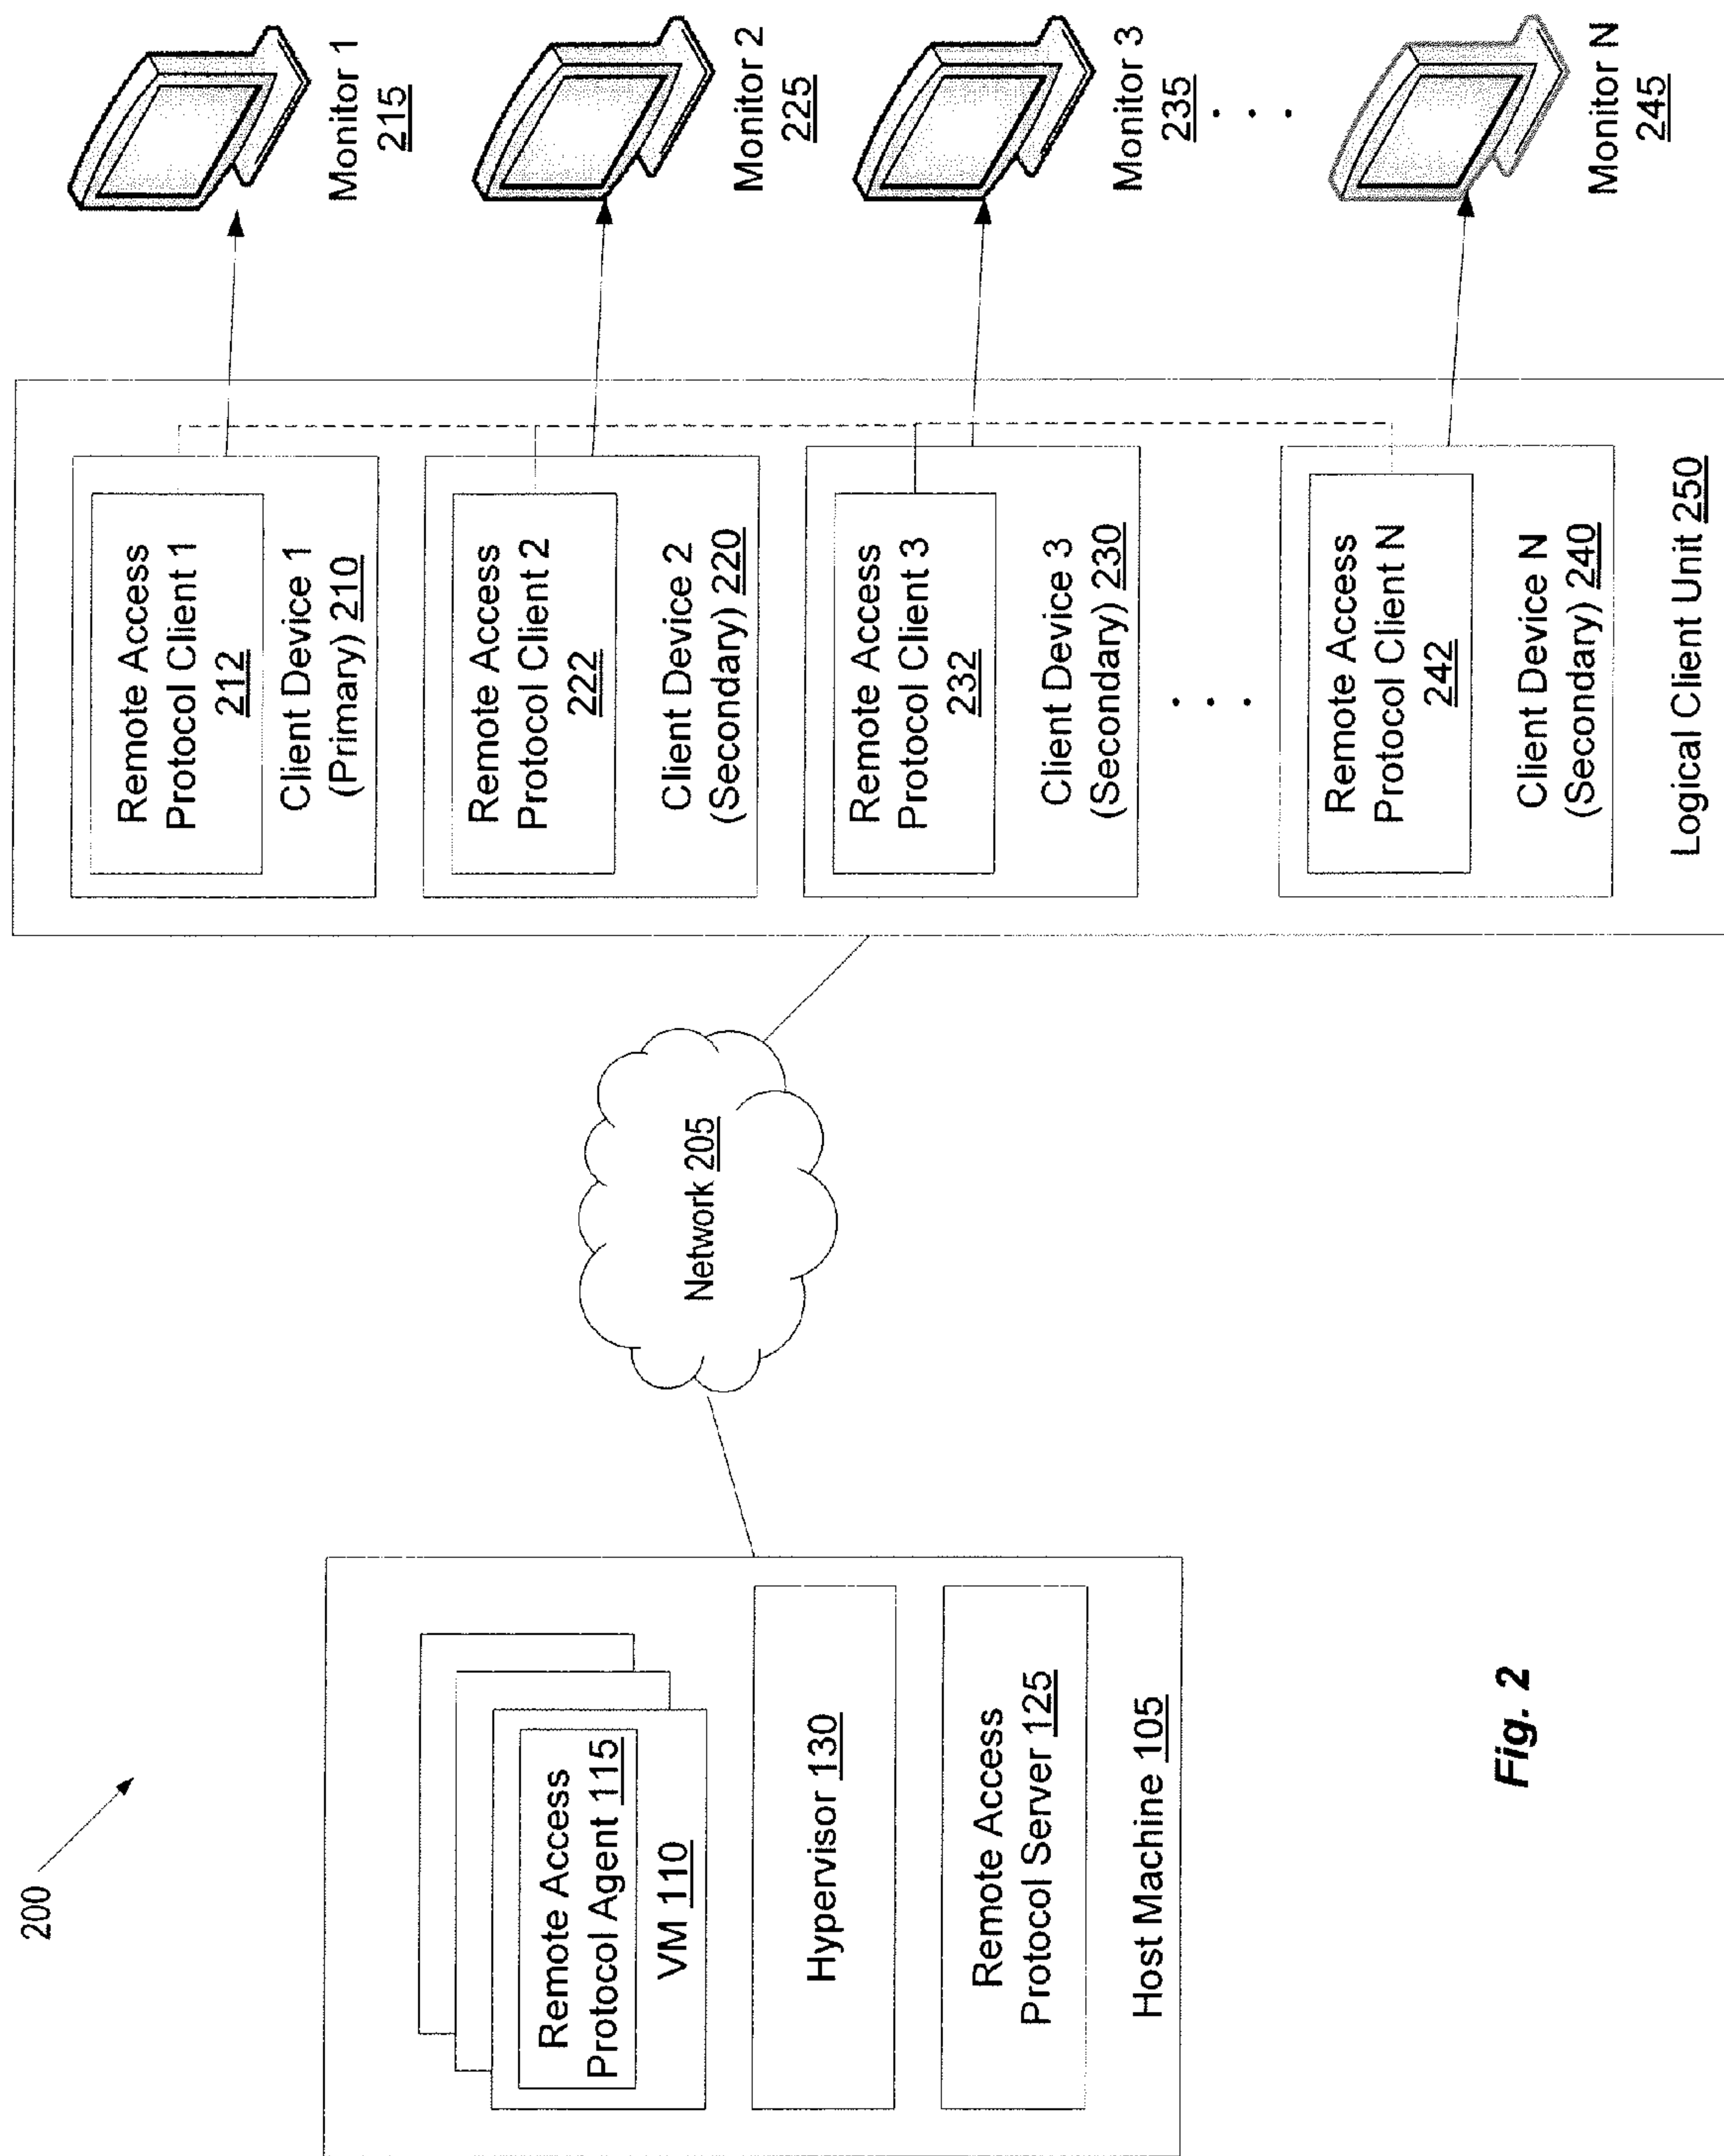 200
Remote Access
Protocol Agent 115
VM 110
Hypervisor 130
Remote Access
Protocol Server 125
Host Machine 105
Network 205
Remote Access
Protocol Client 1
212
Client Device 1
(Primary) 210
Remote Access
Protocol Client 2
222
Client Device 2
(Secondary) 220
Remote Access
Protocol Client 3
232
Client Device 3
(Secondary) 230
. . .
Remote Access
Protocol Client N
242
Client Device N
(Secondary) 240
Logical Client Unit 250
Monitor 1
215
Monitor 2
225
Monitor 3
235
. . .
Monitor N
245
Fig. 2